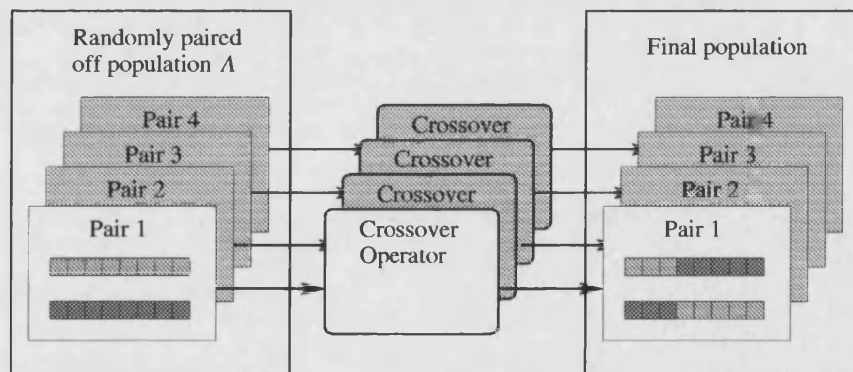 Randomly paired
off population Λ
Pair 4
Pair 3
Pair 2
Pair 1
Crossover
Crossover
Crossover
Crossover
Operator
Final population
Pair 4
Pair 3
Pair 2
Pair 1